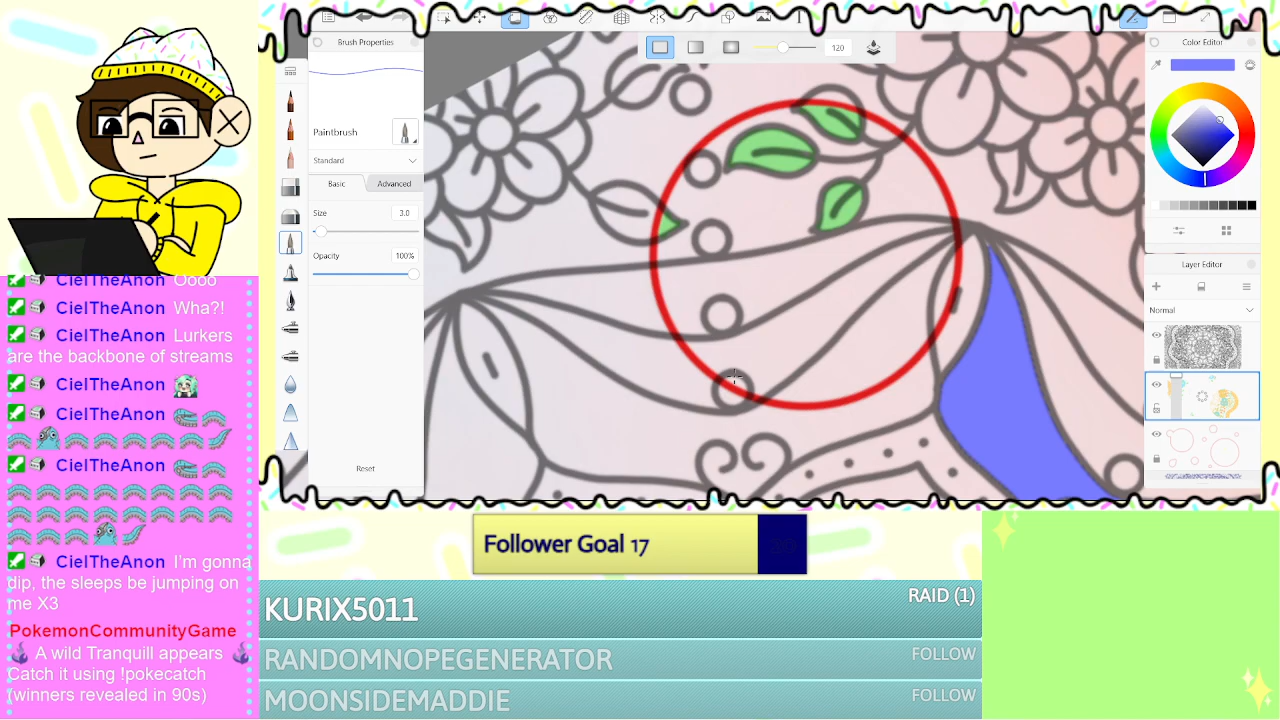 CielTheAnon Oooo
CielTheAnon Wha?!
CielTheAnon Lurkers
are the backbone of streams
CielTheAnon
CielTheAnon
CielTheAnon
CielTheAnon I'm gonna
dip, the sleeps be jumping on
me X3
PokemonCommunityGame
A wild Tranquill appears
Catch it using !pokecatch
(winners revealed in 90s)
Brush Properties
Paintbrush
Standard
Basic
Advanced
Size
3.0
Opacity
100%
Reset
120
Color Editor
Layer Editor
Normal
Follower Goal 17
KURIX5011
RAID (1)
RANDOMNOPEGENERATOR
FOLLOW
MOONSIDEMADDIE
FOLLOW